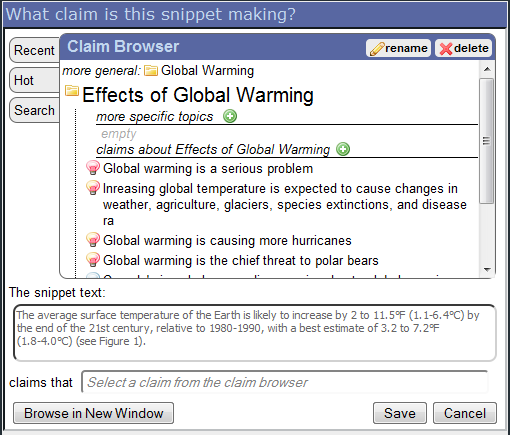 What claim is this snippet making?
Recent
Hot
Search
Claim Browser
rename
delete
more general: Global Warming
Effects of Global Warming
more specific topics
empty
claims about Effects of Global Warming
Global warming is a serious problem
Inreasing global temperature is expected to cause changes in
weather, agriculture, glaciers, species extinctions, and disease
ra
Global warming is causing more hurricanes
Global warming is the chief threat to polar bears
The snippet text:
The average surface temperature of the Earth is likely to increase by 2 to 11.5ºF (1.1-6.4ºC) by
the end of the 21st century, relative to 1980-1990, with a best estimate of 3.2 to 7.2ºF
(1.8-4.0ºC) (see Figure 1).
claims that Select a claim from the claim browser
Browse in New Window
Save
Cancel